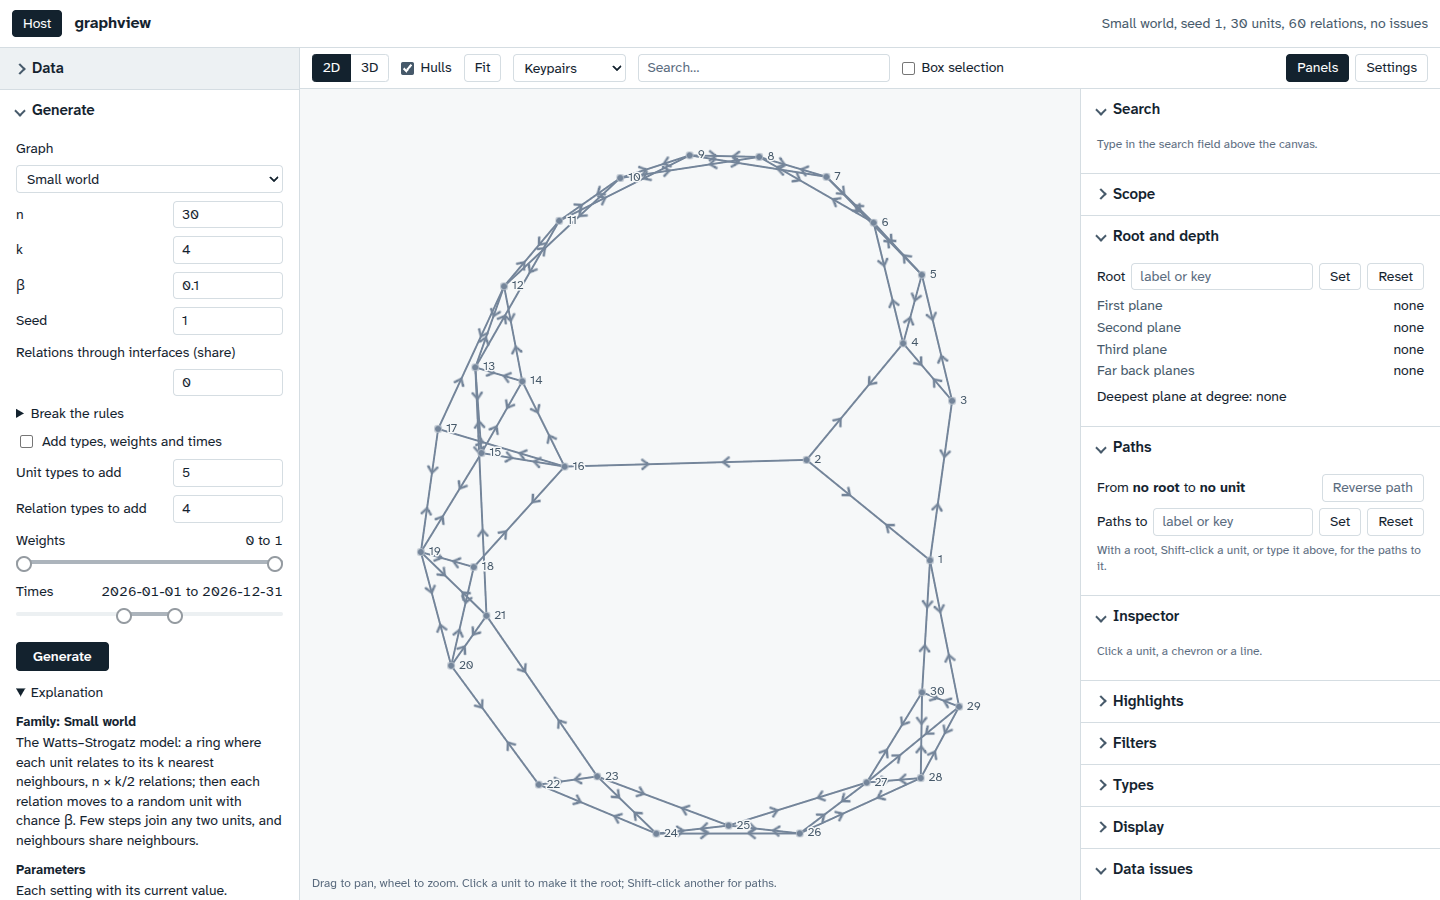 Host graphview Small world, seed 1, 30 units, 60 relations, no issues
Data
2D 3D Hulls Fit Keypairs Search... Box selection Panels Settings
Generate
Graph
Small world
n 30
k 4
β 0.1
Seed 1
Relations through interfaces (share)
0
Break the rules
Add types, weights and times
Unit types to add 5
Relation types to add 4
Weights 0 to 1
Times 2026-01-01 to 2026-12-31
Generate
Explanation
Family: Small world
The Watts–Strogatz model: a ring where
each unit relates to its k nearest
neighbours, n × k/2 relations; then each
relation moves to a random unit with
chance β. Few steps join any two units, and
neighbours share neighbours.
Parameters
Each setting with its current value.
9
8
10
7
11
6
5
12
4
13
14
3
17
15
16
2
19
18
1
21
20
30
29
23
22
27
28
25
24
26
Drag to pan, wheel to zoom. Click a unit to make it the root; Shift-click another for paths.
Search
Type in the search field above the canvas.
Scope
Root and depth
Root label or key Set Reset
First plane none
Second plane none
Third plane none
Far back planes none
Deepest plane at degree: none
Paths
From no root to no unit Reverse path
Paths to label or key Set Reset
With a root, Shift-click a unit, or type it above, for the paths to
it.
Inspector
Click a unit, a chevron or a line.
Highlights
Filters
Types
Display
Data issues